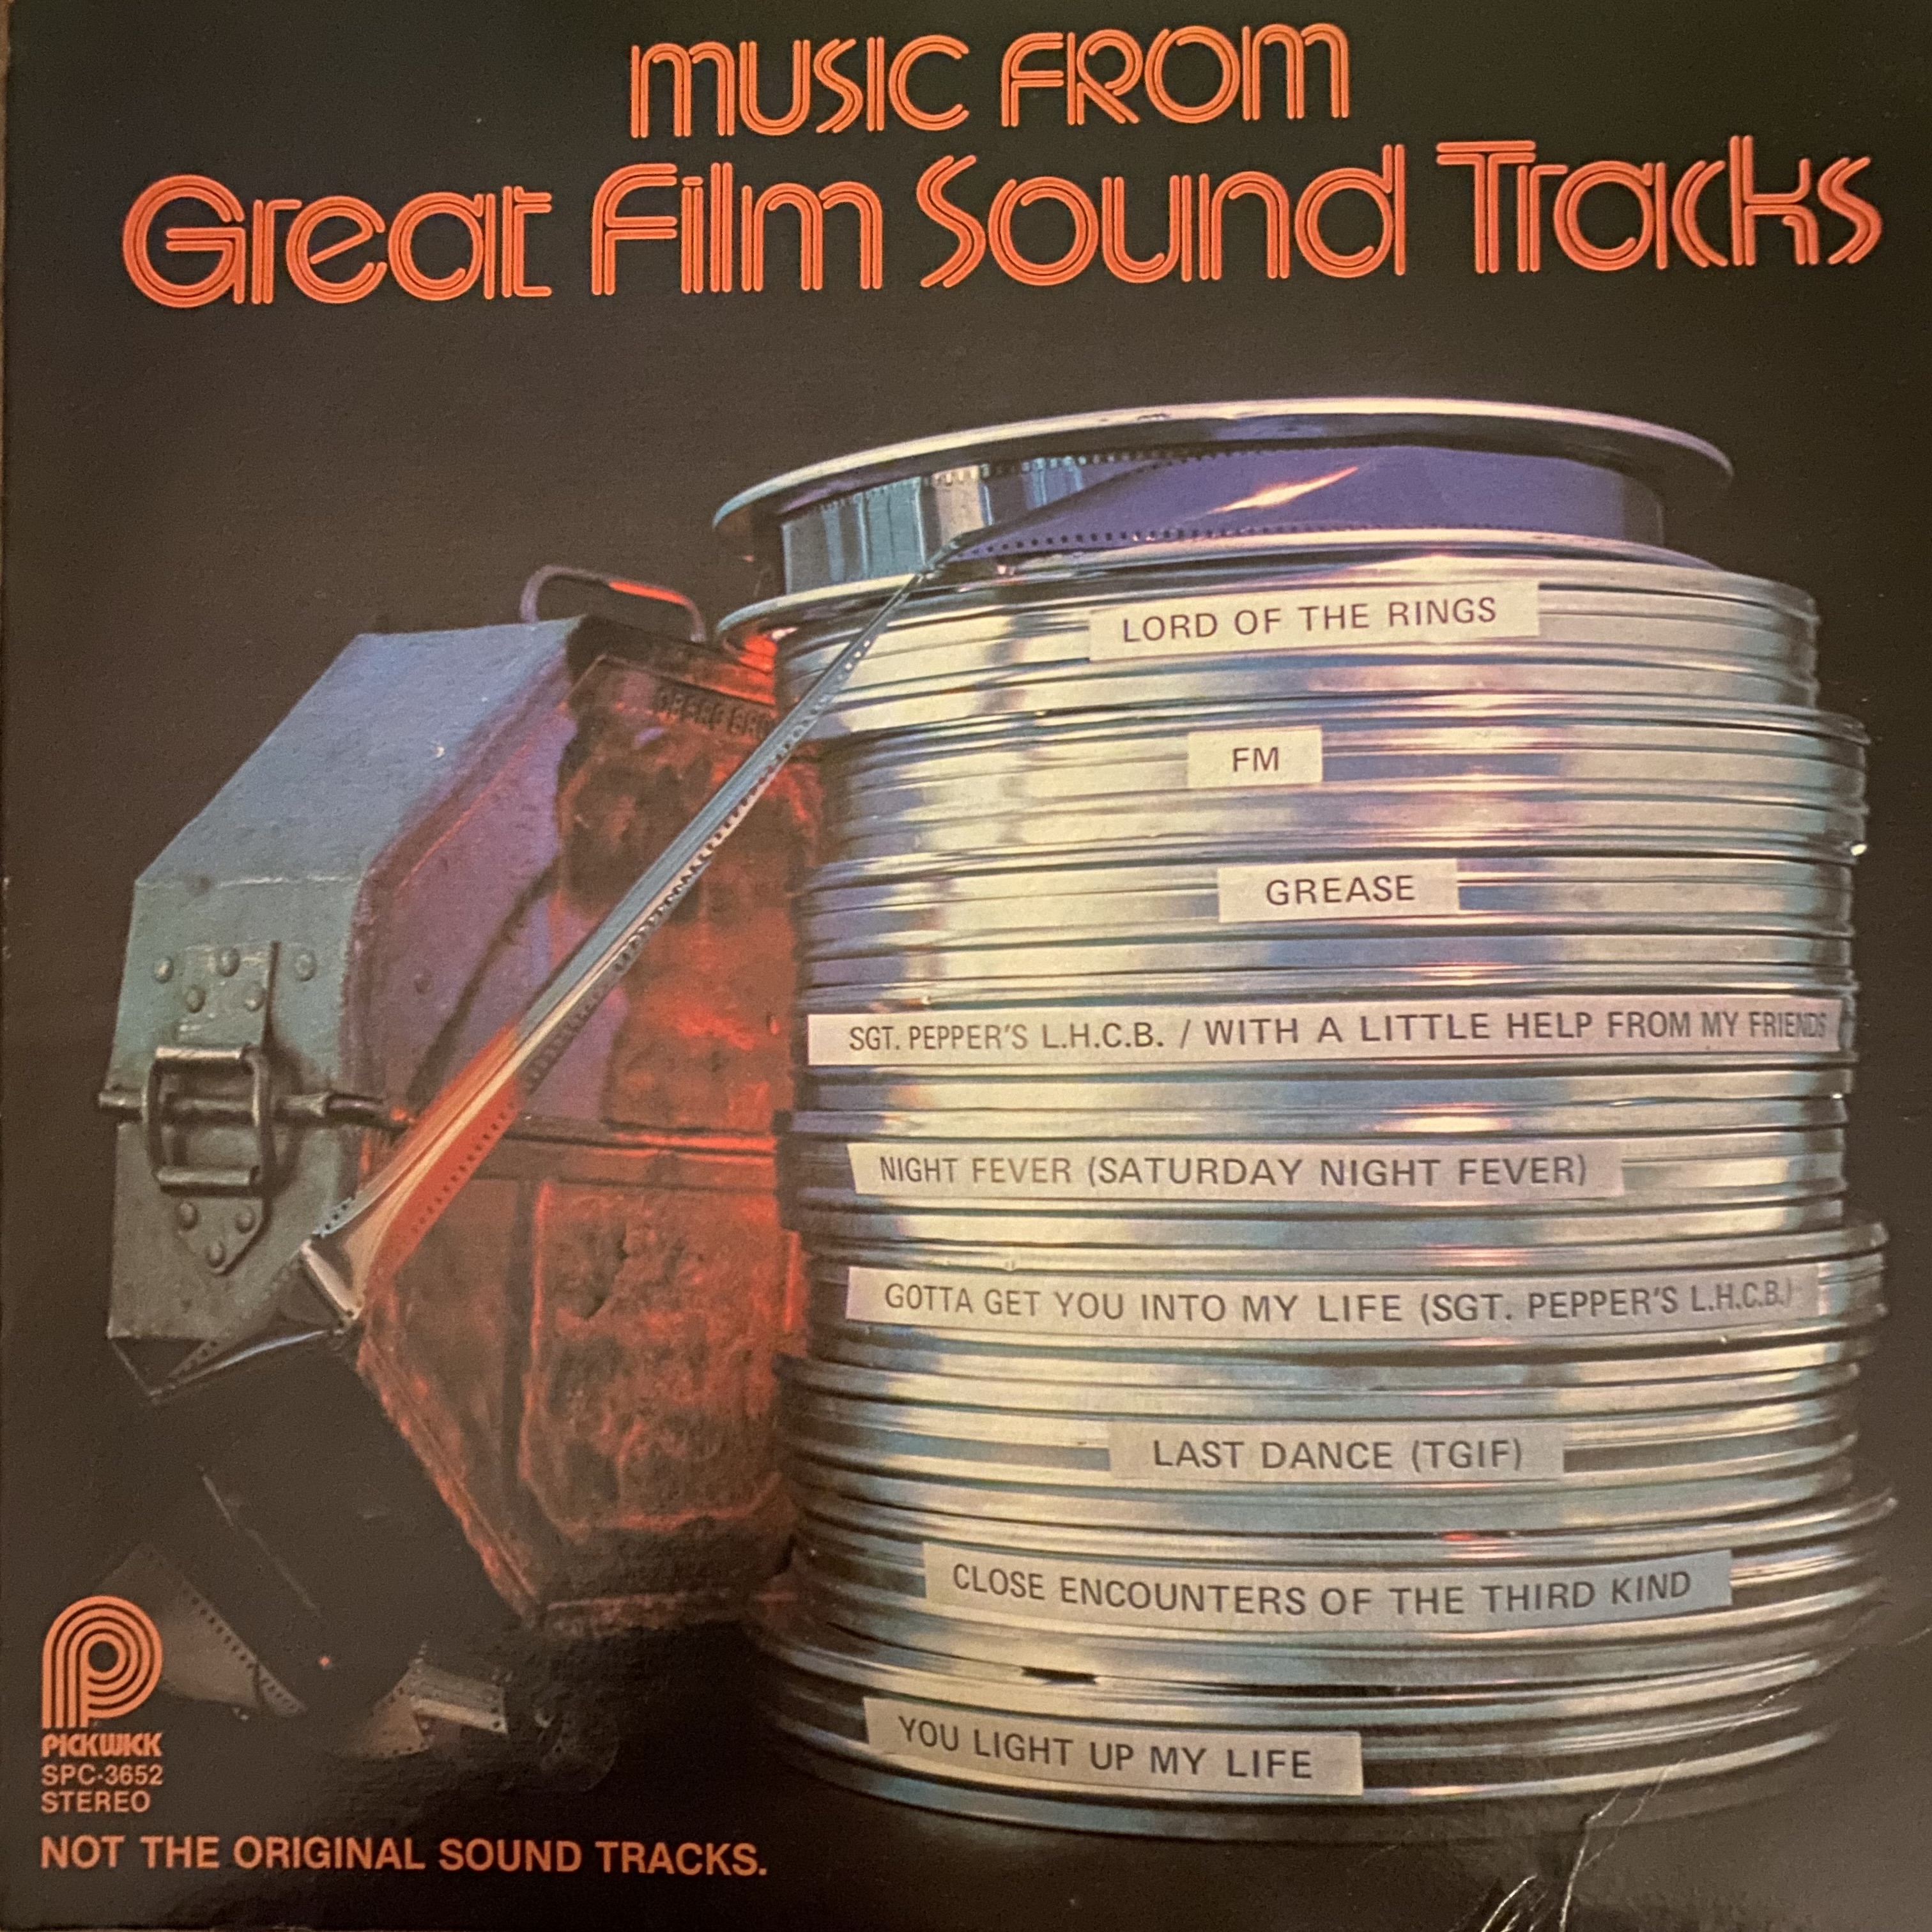 MUSIC FROM
Great Film Sound Tracks
LORD OF THE RINGS
FM
GREASE
SGT. PEPPER'S L.H.C.B. / WITH A LITTLE HELP FROM MY FRIENDS
NIGHT FEVER (SATURDAY NIGHT FEVER)
GOTTA GET YOU INTO MY LIFE (SGT. PEPPER'S L.H.C.B.)
LAST DANCE (TGIF)
CLOSE ENCOUNTERS OF THE THIRD KIND
YOU LIGHT UP MY LIFE
PICKWICK
SPC-3652
STEREO
NOT THE ORIGINAL SOUND TRACKS.